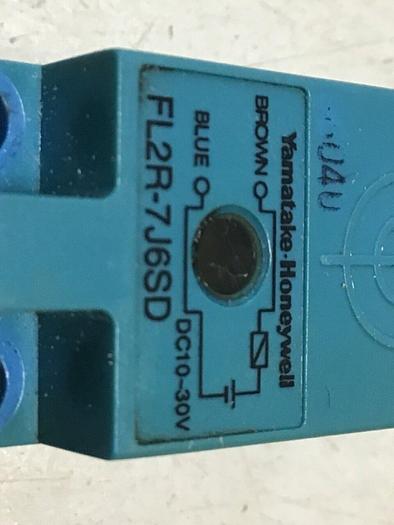 Yamatake-Honeywell
BROWN
BLUE
DC10~30V
FL2R-7J6SD